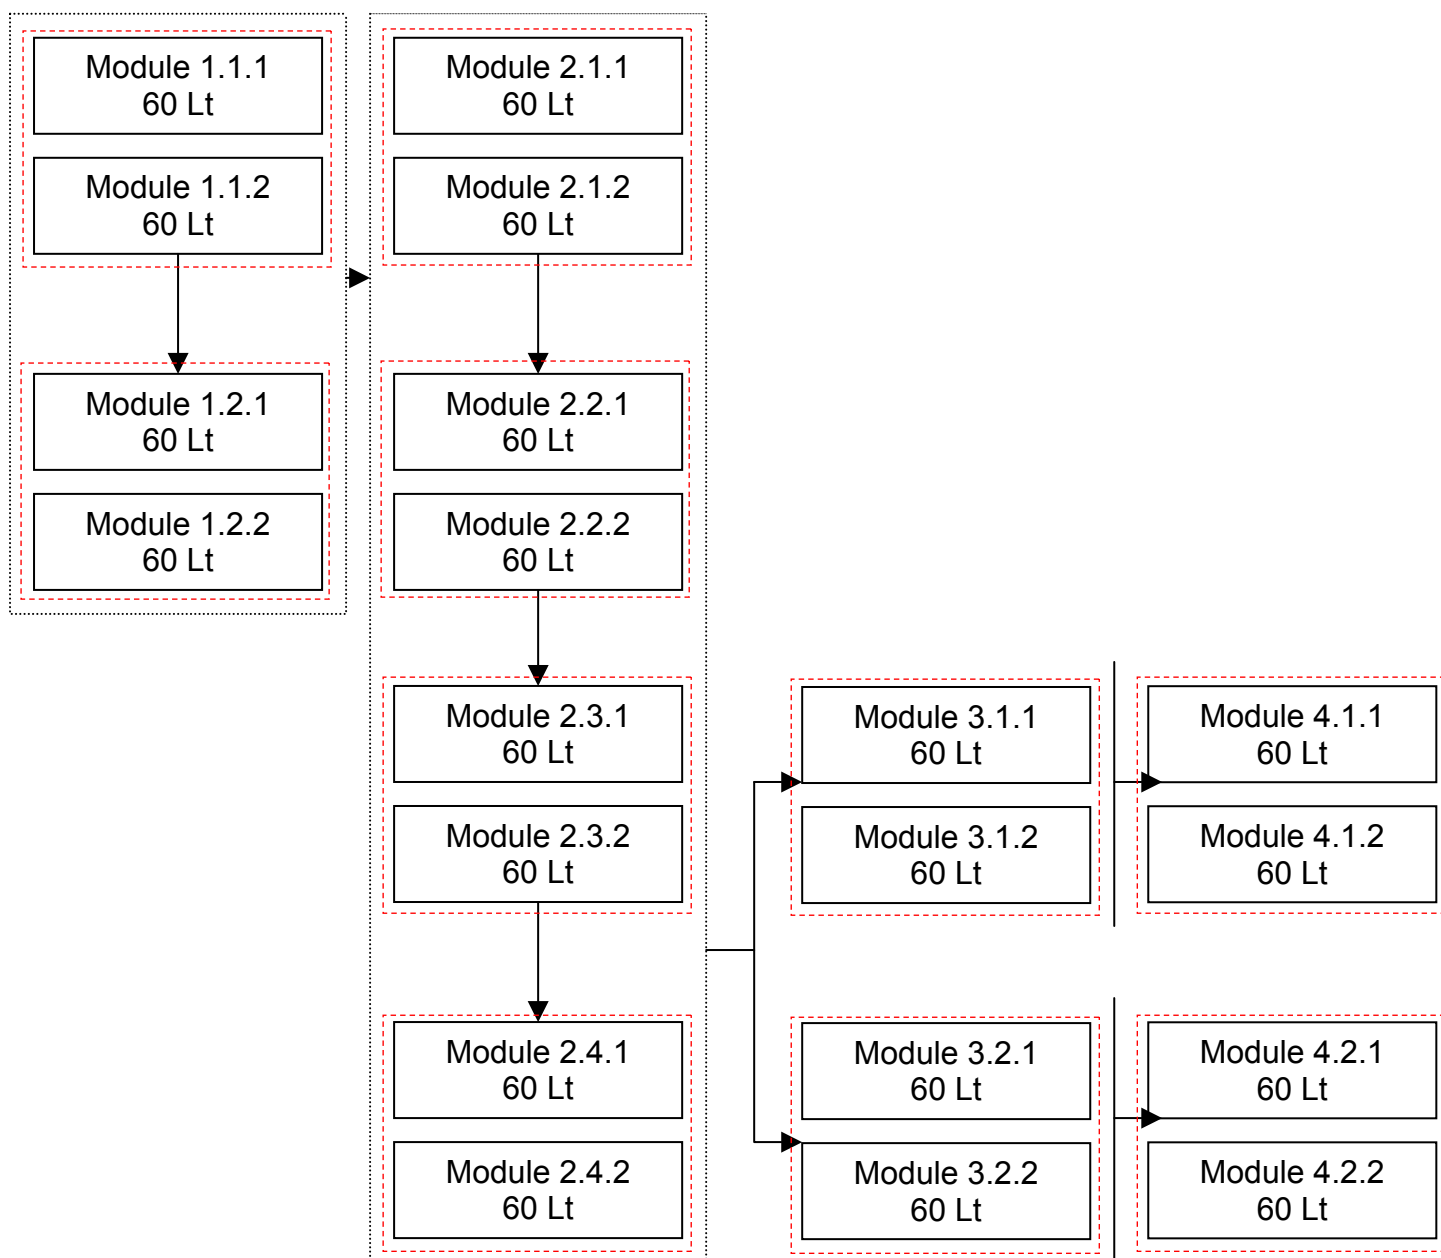 Module 1.1.1
60 Lt
Module 1.1.2
60 Lt
Module 1.2.1
60 Lt
Module 1.2.2
60 Lt
Module 2.1.1
60 Lt
Module 2.1.2
60 Lt
Module 2.2.1
60 Lt
Module 2.2.2
60 Lt
Module 2.3.1
60 Lt
Module 2.3.2
60 Lt
Module 2.4.1
60 Lt
Module 2.4.2
60 Lt
Module 3.1.1
60 Lt
Module 3.1.2
60 Lt
Module 3.2.1
60 Lt
Module 3.2.2
60 Lt
Module 4.1.1
60 Lt
Module 4.1.2
60 Lt
Module 4.2.1
60 Lt
Module 4.2.2
60 Lt